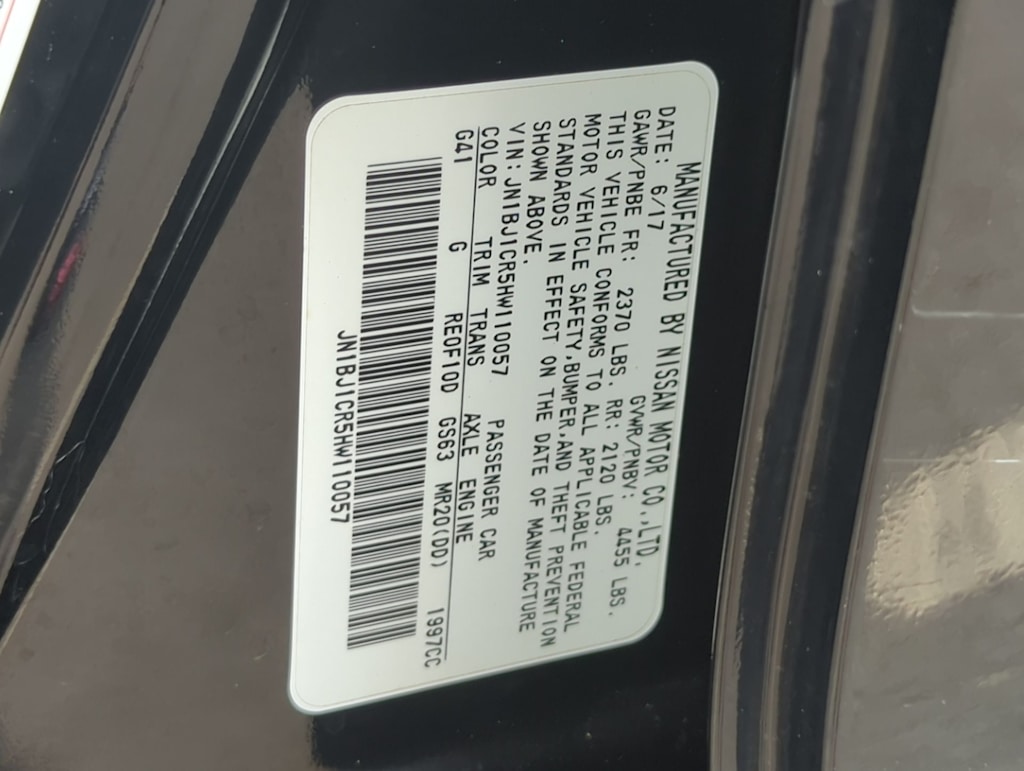 MANUFACTURED BY NISSAN MOTOR CO.,LTD.
DATE: 6/17 GVWR/PNBV: 4455 LBS.
GAWR/PNBE FR: 2370 LBS. RR: 2120 LBS.
THIS VEHICLE CONFORMS TO ALL APPLICABLE FEDERAL
MOTOR VEHICLE SAFETY,BUMPER,AND THEFT PREVENTION
STANDARDS IN EFFECT ON THE DATE OF MANUFACTURE
SHOWN ABOVE.
VIN: JN1BJ1CR5HW110057 PASSENGER CAR
COLOR TRIM TRANS AXLE ENGINE
G41 G RE0F10D GS63 MR20(DD) 1997CC
JN1BJ1CR5HW110057